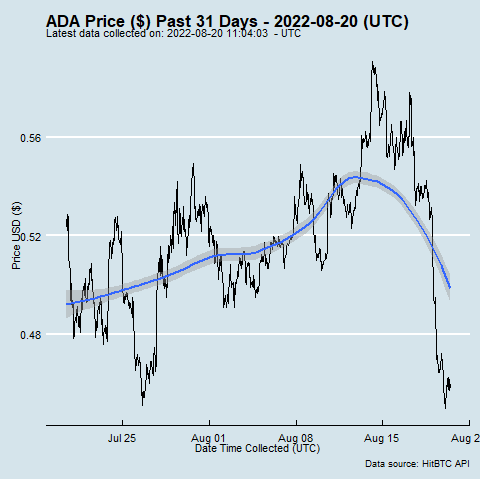 ADA Price ($) Past 31 Days - 2022-08-20 (UTC)
Latest data collected on: 2022-08-20 11:04:03 - UTC
0.56
0.52
0.48
Price USD ($)
Jul 25
Aug 01
Aug 08
Aug 15
Aug 2
Date Time Collected (UTC)
Data source: HitBTC API